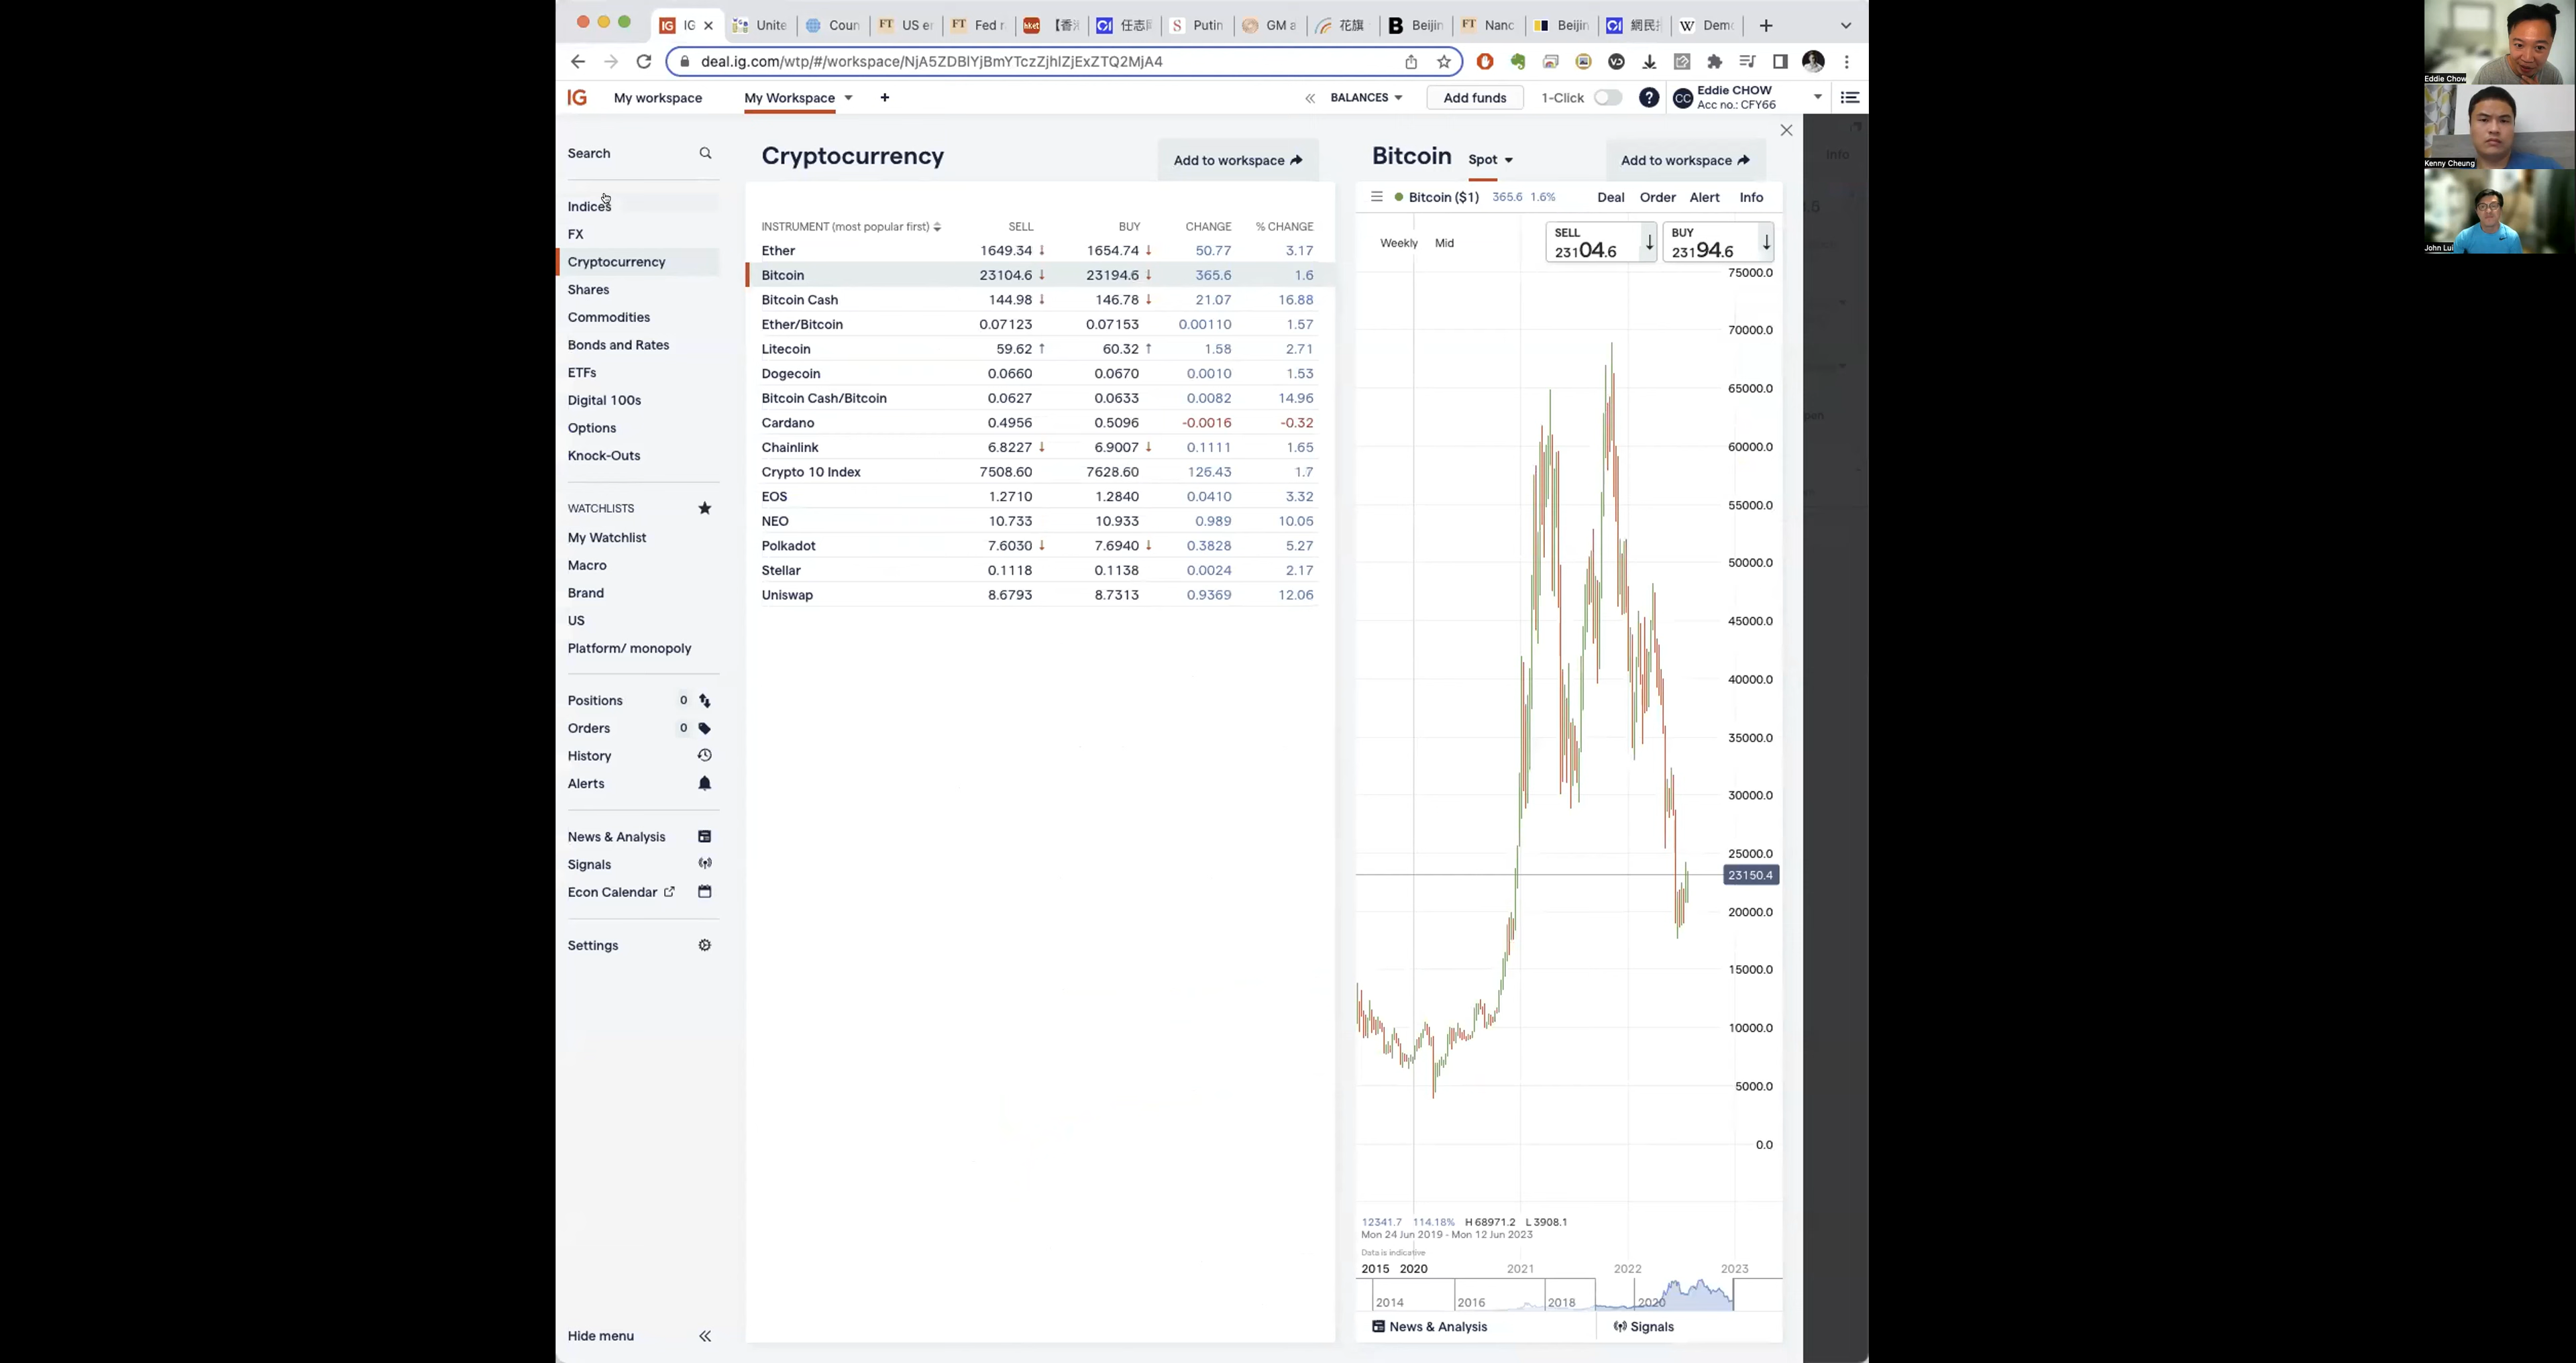 IG
Unite
Coun
US er
Fed r
hket
【香
任志
Putin
GM a
花旗
Beijin
Nanc
Beijin
網民
Demo
deal.ig.com/wtp/#/workspace/NjA5ZDBlYjBmYTczZjhlZjExZTQ2MjA4
IG
My workspace
My Workspace
+
BALANCES
Add funds
1-Click
?
CC
Eddie CHOW
Acc no.: CFY66
Search
Indices
FX
Cryptocurrency
Shares
Commodities
Bonds and Rates
ETFs
Digital 100s
Options
Knock-Outs
WATCHLISTS
My Watchlist
Macro
Brand
US
Platform/ monopoly
Positions 0
Orders 0
History
Alerts
News & Analysis
Signals
Econ Calendar
Settings
Hide menu
Cryptocurrency
Add to workspace
INSTRUMENT (most popular first) SELL BUY CHANGE % CHANGE
Ether 1649.34 ↓ 1654.74 ↓ 50.77 3.17
Bitcoin 23104.6 ↓ 23194.6 ↓ 365.6 1.6
Bitcoin Cash 144.98 ↓ 146.78 ↓ 21.07 16.88
Ether/Bitcoin 0.07123 0.07153 0.00110 1.57
Litecoin 59.62 ↑ 60.32 ↑ 1.58 2.71
Dogecoin 0.0660 0.0670 0.0010 1.53
Bitcoin Cash/Bitcoin 0.0627 0.0633 0.0082 14.96
Cardano 0.4956 0.5096 -0.0016 -0.32
Chainlink 6.8227 ↓ 6.9007 ↓ 0.1111 1.65
Crypto 10 Index 7508.60 7628.60 126.43 1.7
EOS 1.2710 1.2840 0.0410 3.32
NEO 10.733 10.933 0.989 10.06
Polkadot 7.6030 ↓ 7.6940 ↓ 0.3828 5.27
Stellar 0.1118 0.1138 0.0024 2.17
Uniswap 8.6793 8.7313 0.9369 12.06
Bitcoin Spot
Add to workspace
Bitcoin ($1) 365.6 1.6% Deal Order Alert Info
Weekly Mid
SELL
23104.6
BUY
23194.6
75000.0
70000.0
65000.0
60000.0
55000.0
50000.0
45000.0
40000.0
35000.0
30000.0
25000.0
23150.4
20000.0
15000.0
10000.0
5000.0
0.0
12341.7 114.18% H 68971.2 L 3908.1
Mon 24 Jun 2019 - Mon 12 Jun 2023
Data is indicative
2015 2020 2021 2022 2023
2014 2016 2018 2020
News & Analysis
Signals
Info
Eddie Chow
Kenny Cheung
John Lui